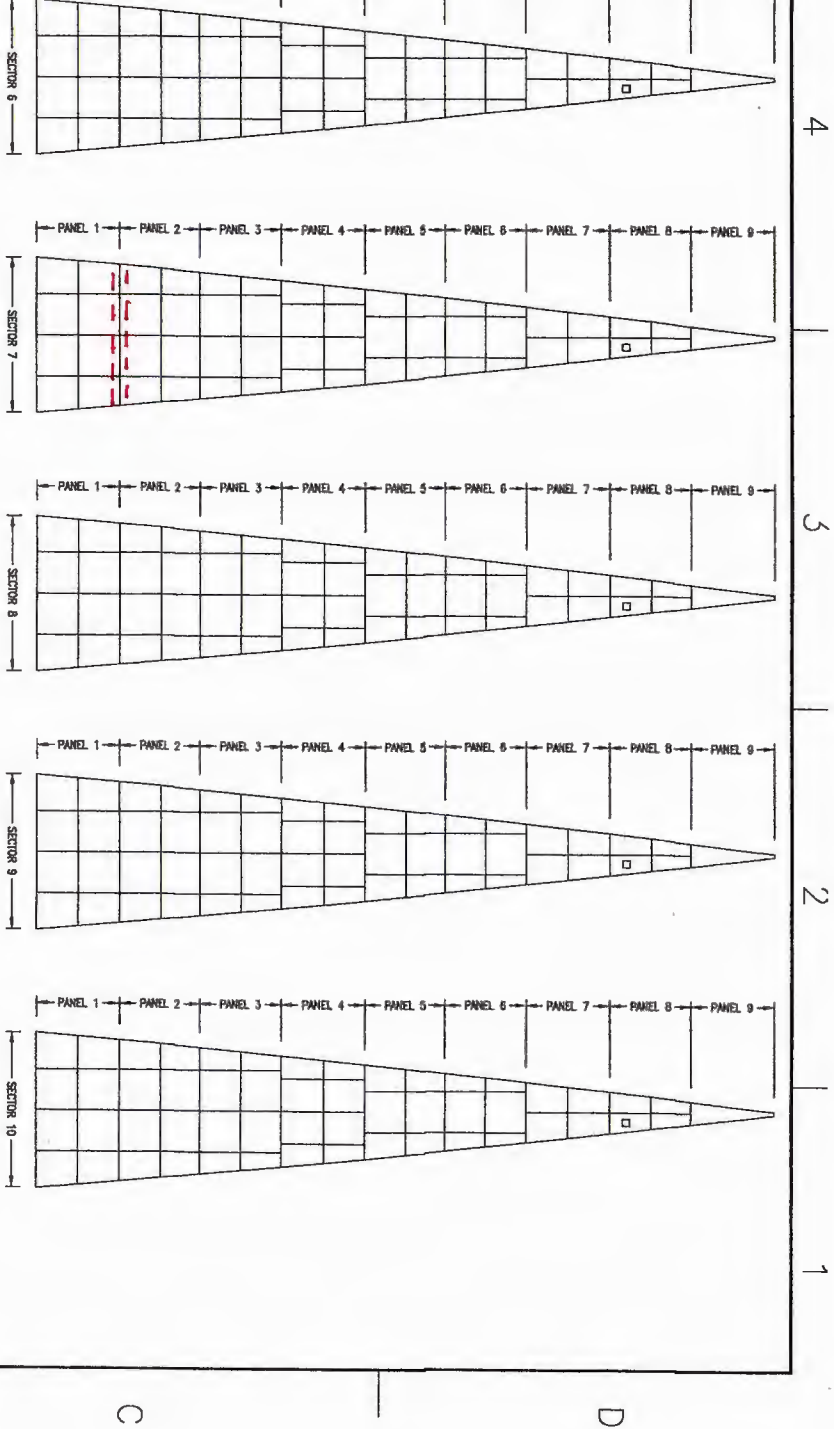 4
SECTOR 6
PANEL 1 PANEL 2 PANEL 3 PANEL 4 PANEL 5 PANEL 6 PANEL 7 PANEL 8 PANEL 9
SECTOR 7
3
PANEL 1 PANEL 2 PANEL 3 PANEL 4 PANEL 5 PANEL 6 PANEL 7 PANEL 8 PANEL 9
SECTOR 8
PANEL 1 PANEL 2 PANEL 3 PANEL 4 PANEL 5 PANEL 6 PANEL 7 PANEL 8 PANEL 9
SECTOR 9
2
PANEL 1 PANEL 2 PANEL 3 PANEL 4 PANEL 5 PANEL 6 PANEL 7 PANEL 8 PANEL 9
SECTOR 10
1
C
D